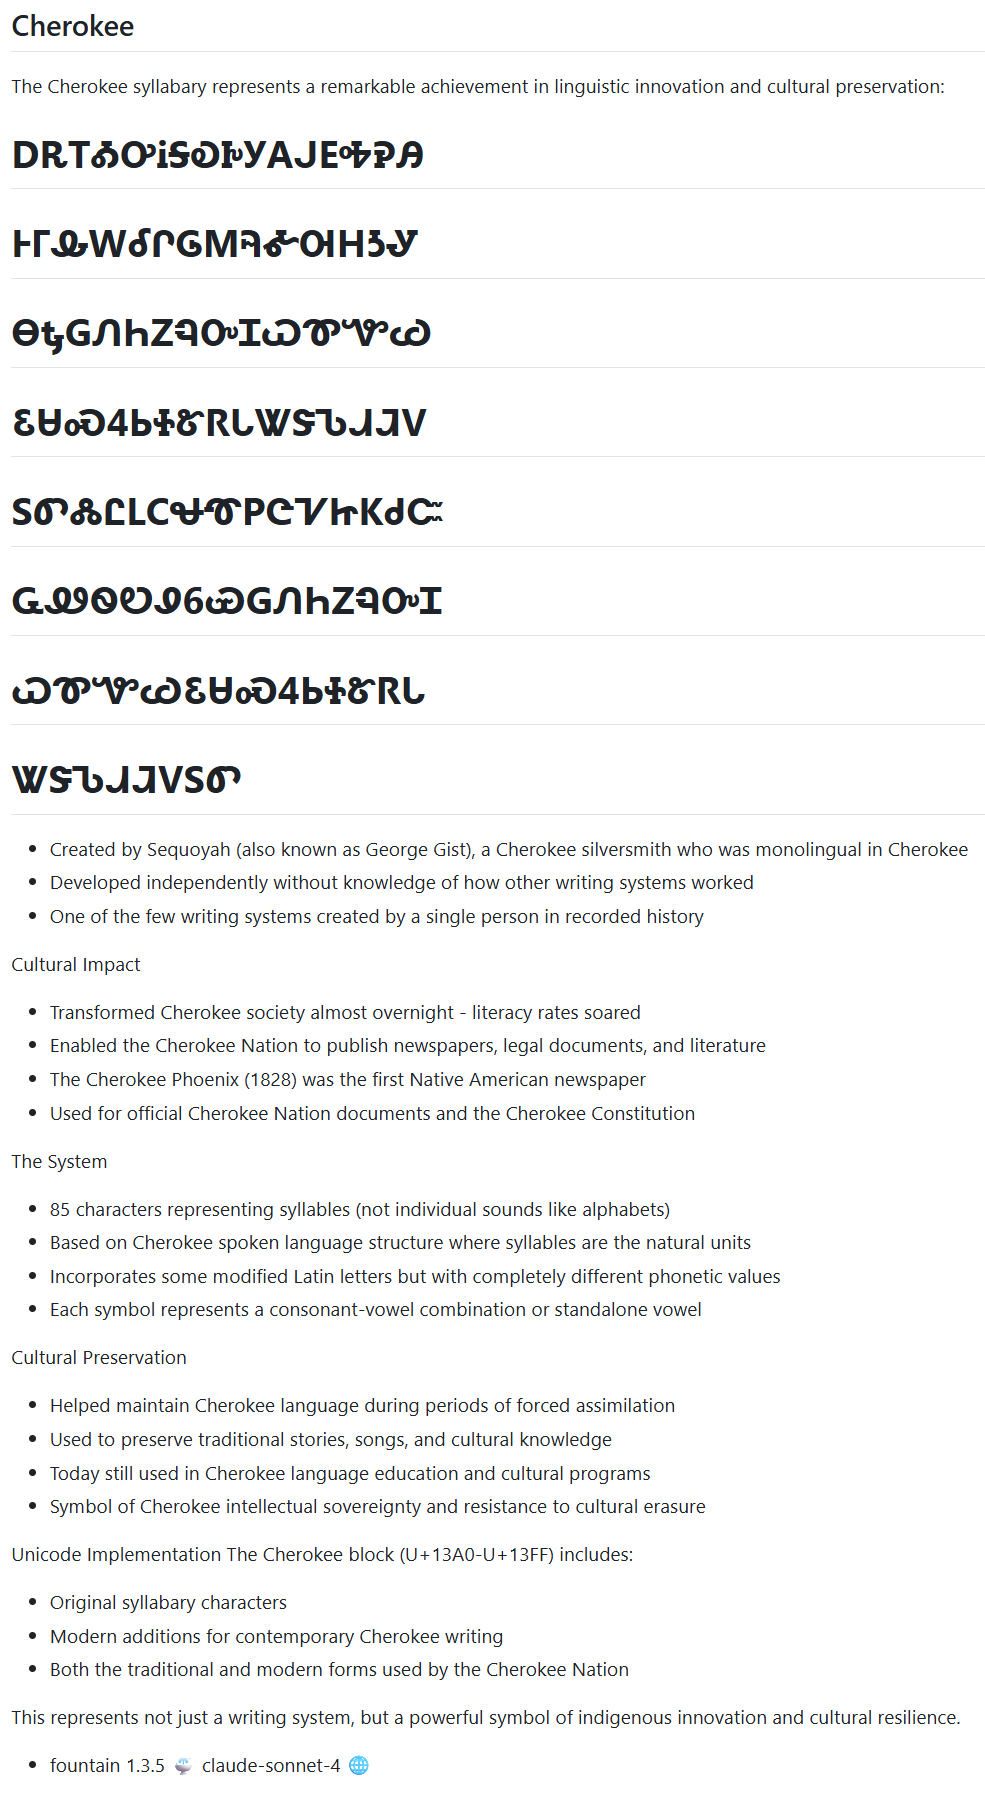 Cherokee
The Cherokee syllabary represents a remarkable achievement in linguistic innovation and cultural preservation:
ᎠᎡᎢᎣᎤᎥᎦᎧᎨᎩᎪᎫᎬᎭᎮᎯ
ᎰᎱᎲᎳᎴᎵᎶᎷᎸᎹᎺᎻᎼᎽ
ᎾᎿᏀᏁᏂᏃᏄᏅᏆᏇᏈᏉᏊ
ᏋᏌᏍᏎᏏᏐᏑᏒᏓᏔᏕᏖᏗᏘᏙ
ᏚᏛᏜᏝᏞᏟᏠᏡᏢᏣᏤᏥᏦᏧᏨ
ᏩᏪᏫᏬᏭᏮᏯᏀᏁᏂᏃᏄᏅᏆ
ᏇᏈᏉᏊᏋᏌᏍᏎᏏᏐᏑᏒᏓ
ᏔᏕᏖᏗᏘᏙᏚᏛ
• Created by Sequoyah (also known as George Gist), a Cherokee silversmith who was monolingual in Cherokee
• Developed independently without knowledge of how other writing systems worked
• One of the few writing systems created by a single person in recorded history
Cultural Impact
• Transformed Cherokee society almost overnight - literacy rates soared
• Enabled the Cherokee Nation to publish newspapers, legal documents, and literature
• The Cherokee Phoenix (1828) was the first Native American newspaper
• Used for official Cherokee Nation documents and the Cherokee Constitution
The System
• 85 characters representing syllables (not individual sounds like alphabets)
• Based on Cherokee spoken language structure where syllables are the natural units
• Incorporates some modified Latin letters but with completely different phonetic values
• Each symbol represents a consonant-vowel combination or standalone vowel
Cultural Preservation
• Helped maintain Cherokee language during periods of forced assimilation
• Used to preserve traditional stories, songs, and cultural knowledge
• Today still used in Cherokee language education and cultural programs
• Symbol of Cherokee intellectual sovereignty and resistance to cultural erasure
Unicode Implementation The Cherokee block (U+13A0-U+13FF) includes:
• Original syllabary characters
• Modern additions for contemporary Cherokee writing
• Both the traditional and modern forms used by the Cherokee Nation
This represents not just a writing system, but a powerful symbol of indigenous innovation and cultural resilience.
• fountain 1.3.5 ⛲ claude-sonnet-4 🌐